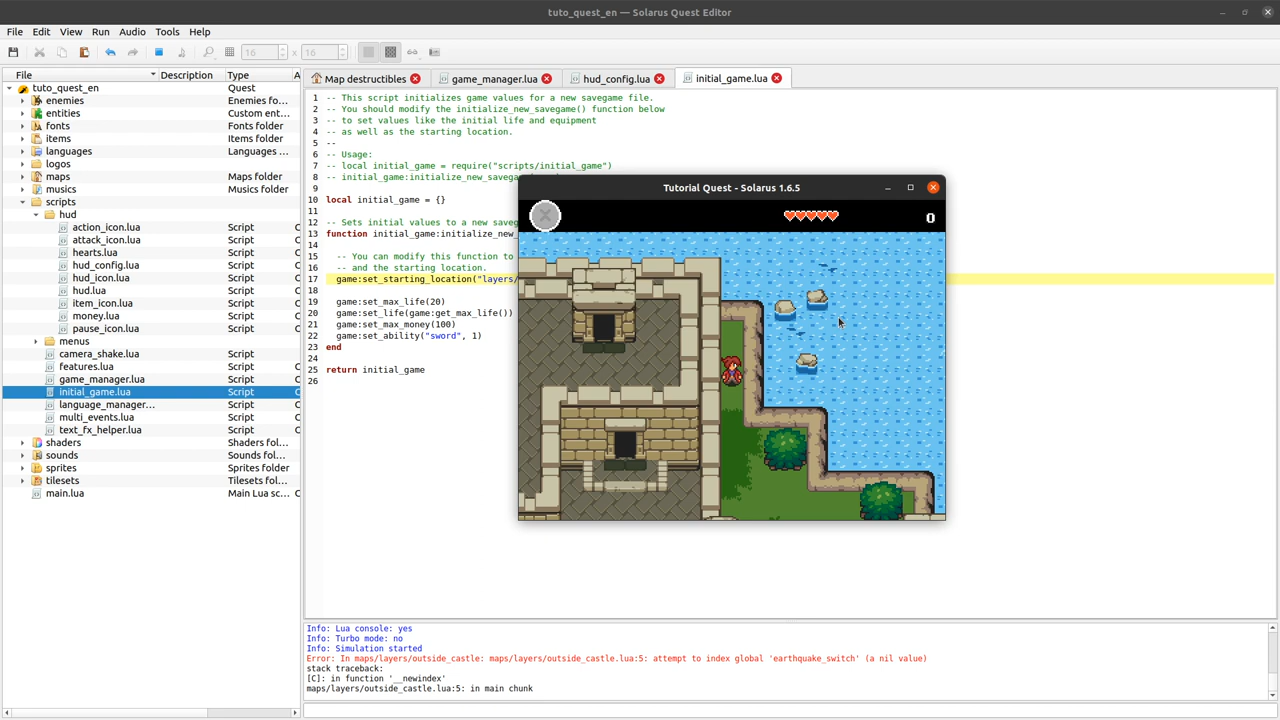 tuto_quest_en — Solarus Quest Editor
File Edit View Run Audio Tools Help
16 x 16
File Description Type A
Map destructibles game_manager.lua hud_config.lua initial_game.lua
tuto_quest_en Quest
enemies Enemies fo...
entities Custom ent...
fonts Fonts folder
items Items folder
languages Languages ...
logos
maps Maps folder
musics Musics folder
scripts
hud
action_icon.lua Script C
attack_icon.lua Script C
hearts.lua Script C
hud_config.lua Script C
hud_icon.lua Script C
hud.lua Script C
item_icon.lua Script C
money.lua Script C
pause_icon.lua Script C
menus
camera_shake.lua Script C
features.lua Script C
game_manager.lua Script C
initial_game.lua Script C
language_manager... Script C
multi_events.lua Script C
text_fx_helper.lua Script C
shaders Shaders fol...
sounds Sounds fol...
sprites Sprites folder
tilesets Tilesets fol...
main.lua Main Lua sc... C
1 -- This script initializes game values for a new savegame file.
2 -- You should modify the initialize_new_savegame() function below
3 -- to set values like the initial life and equipment
4 -- as well as the starting location.
5 --
6 -- Usage:
7 -- local initial_game = require("scripts/initial_game")
8 -- initial_game:initialize_new_savega
9
10 local initial_game = {}
11
12 -- Sets initial values to a new saveg
13 function initial_game:initialize_new_
14
15 -- You can modify this function to
16 -- and the starting location.
17 game:set_starting_location("layers/
18
19 game:set_max_life(20)
20 game:set_life(game:get_max_life())
21 game:set_max_money(100)
22 game:set_ability("sword", 1)
23 end
24
25 return initial_game
26
Tutorial Quest - Solarus 1.6.5
0
Info: Lua console: yes
Info: Turbo mode: no
Info: Simulation started
Error: In maps/layers/outside_castle: maps/layers/outside_castle.lua:5: attempt to index global 'earthquake_switch' (a nil value)
stack traceback:
[C]: in function '__newindex'
maps/layers/outside_castle.lua:5: in main chunk